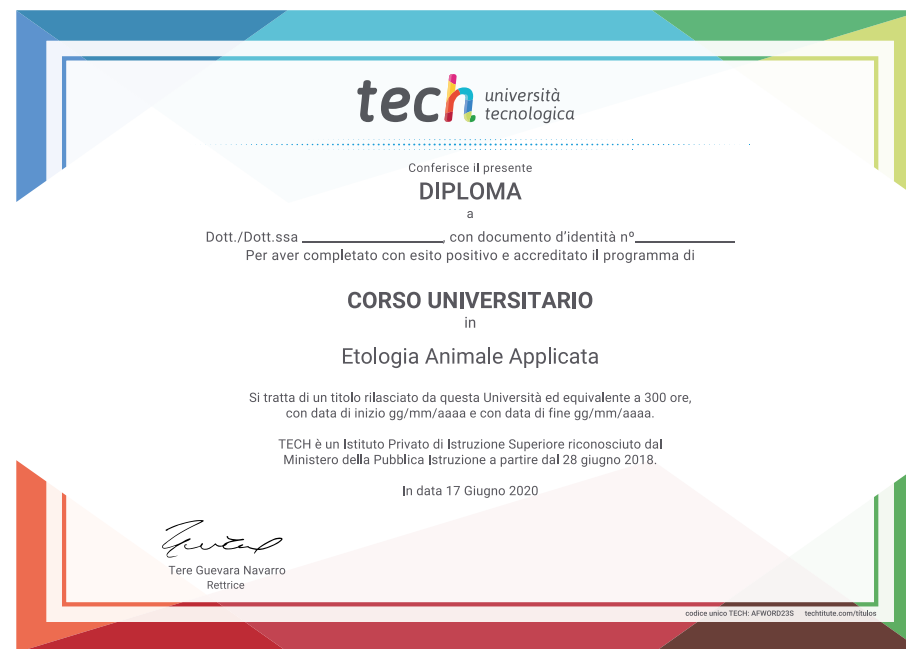 tech università
tecnologica
Conferisce il presente
DIPLOMA
a
Dott./Dott.ssa ____________________, con documento d'identità nº______________
Per aver completato con esito positivo e accreditato il programma di
CORSO UNIVERSITARIO
in
Etologia Animale Applicata
Si tratta di un titolo rilasciato da questa Università ed equivalente a 300 ore,
con data di inizio gg/mm/aaaa e con data di fine gg/mm/aaaa.
TECH è un Istituto Privato di Istruzione Superiore riconosciuto dal
Ministero della Pubblica Istruzione a partire dal 28 giugno 2018.
In data 17 Giugno 2020
Tere Guevara Navarro
Rettrice
codice unico TECH: AFWORD23S techtitute.com/títulos